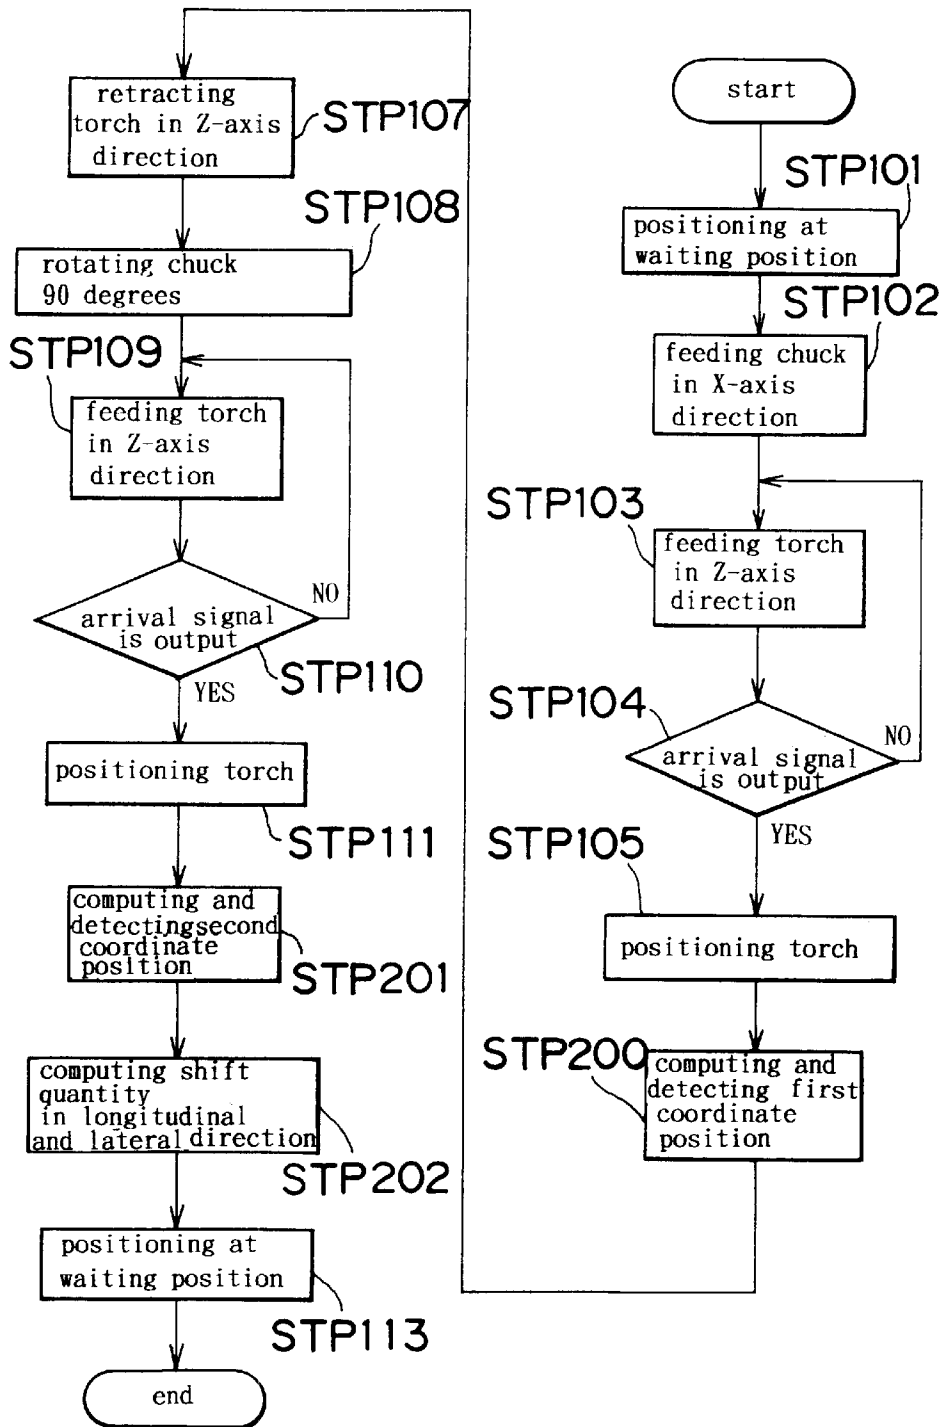 start
STP101
positioning at
waiting position
STP102
feeding chuck
in X-axis
direction
STP103
feeding torch
in Z-axis
direction
STP104
arrival signal
is output
NO
YES
STP105
positioning torch
STP200
computing and
detecting first
coordinate
position
retracting
torch in Z-axis
direction
STP107
STP108
rotating chuck
90 degrees
STP109
feeding torch
in Z-axis
direction
arrival signal
is output
NO
STP110
YES
positioning torch
STP111
computing and
detectingsecond
coordinate
position
STP201
computing shift
quantity
in longitudinal
and lateral direction
STP202
positioning at
waiting position
STP113
end